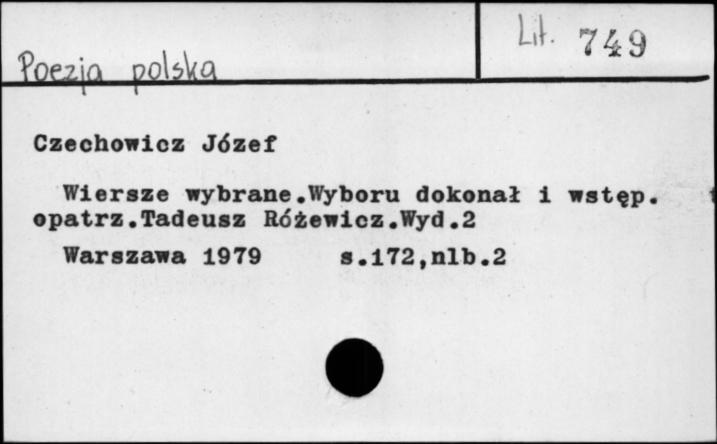 Lit. 749
Poezja polska
Czechowicz Józef
Wiersze wybrane.Wyboru dokonał i wstęp.
opatrz.Tadeusz Różewicz.Wyd.2
Warszawa 1979 s.172,nlb.2